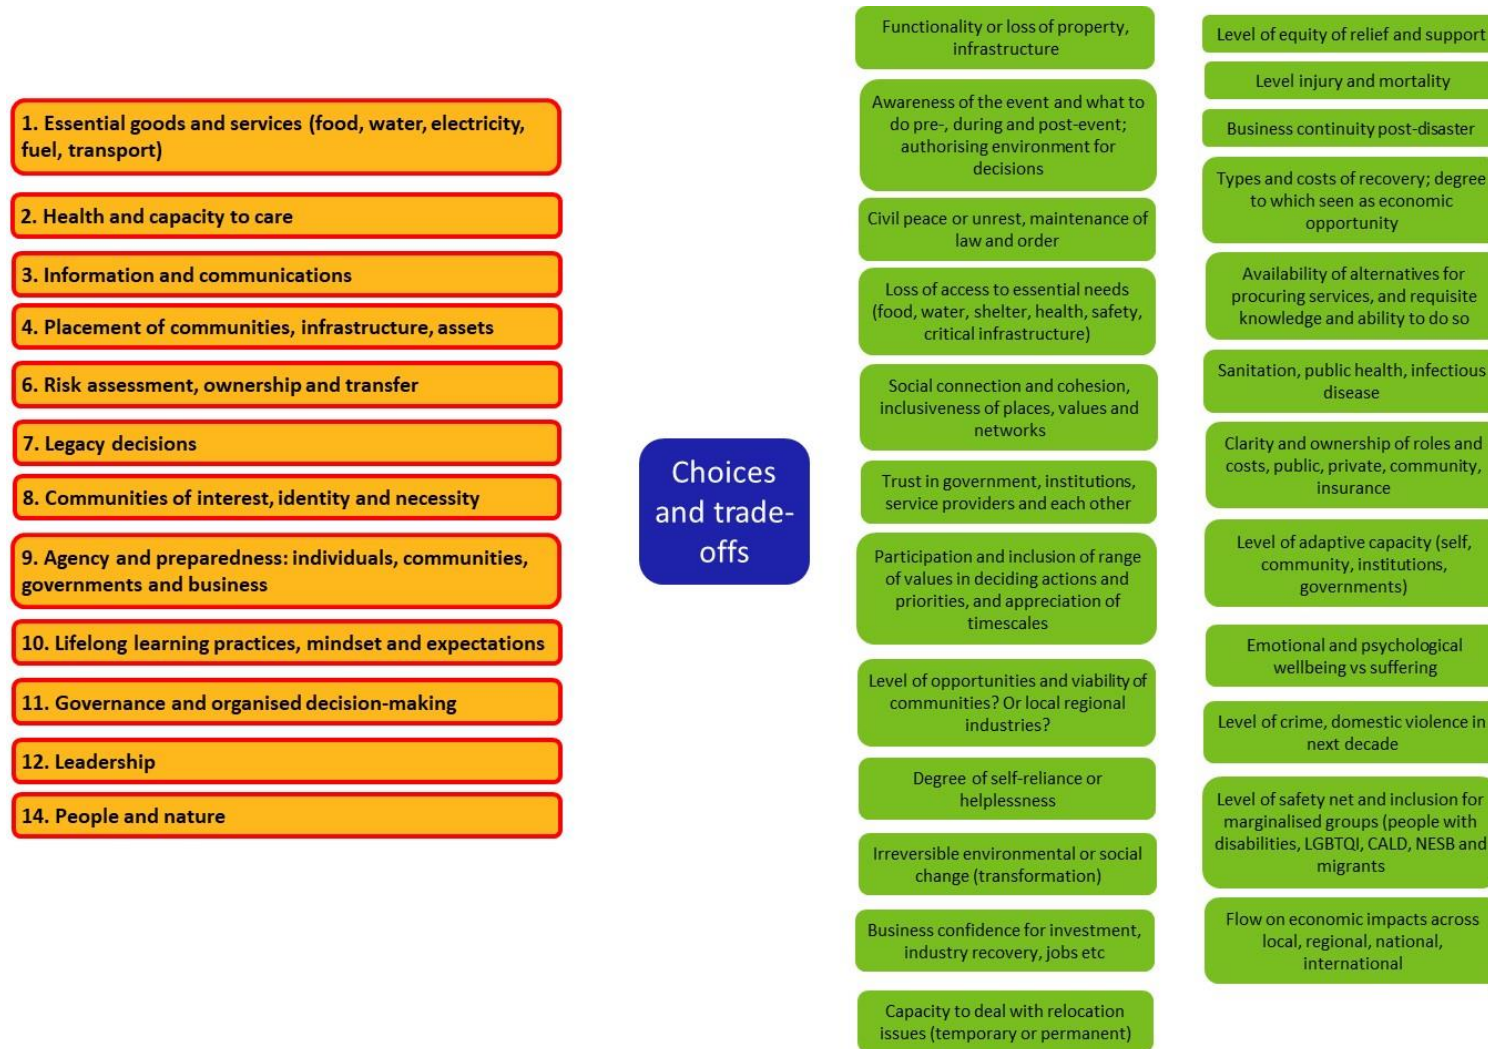 1. Essential goods and services (food, water, electricity,
fuel, transport)
2. Health and capacity to care
3. Information and communications
4. Placement of communities, infrastructure, assets
6. Risk assessment, ownership and transfer
7. Legacy decisions
8. Communities of interest, identity and necessity
9. Agency and preparedness: individuals, communities,
governments and business
10. Lifelong learning practices, mindset and expectations
11. Governance and organised decision-making
12. Leadership
14. People and nature
Choices
and trade-
offs
Functionality or loss of property,
infrastructure
Awareness of the event and what to
do pre-, during and post-event;
authorising environment for
decisions
Civil peace or unrest, maintenance of
law and order
Loss of access to essential needs
(food, water, shelter, health, safety,
critical infrastructure)
Social connection and cohesion,
inclusiveness of places, values and
networks
Trust in government, institutions,
service providers and each other
Participation and inclusion of range
of values in deciding actions and
priorities, and appreciation of
timescales
Level of opportunities and viability of
communities? Or local regional
industries?
Degree of self-reliance or
helplessness
Irreversible environmental or social
change (transformation)
Business confidence for investment,
industry recovery, jobs etc
Capacity to deal with relocation
issues (temporary or permanent)
Level of equity of relief and support
Level injury and mortality
Business continuity post-disaster
Types and costs of recovery; degree
to which seen as economic
opportunity
Availability of alternatives for
procuring services, and requisite
knowledge and ability to do so
Sanitation, public health, infectious
disease
Clarity and ownership of roles and
costs, public, private, community,
insurance
Level of adaptive capacity (self,
community, institutions,
governments)
Emotional and psychological
wellbeing vs suffering
Level of crime, domestic violence in
next decade
Level of safety net and inclusion for
marginalised groups (people with
disabilities, LGBTQI, CALD, NESB and
migrants
Flow on economic impacts across
local, regional, national,
international